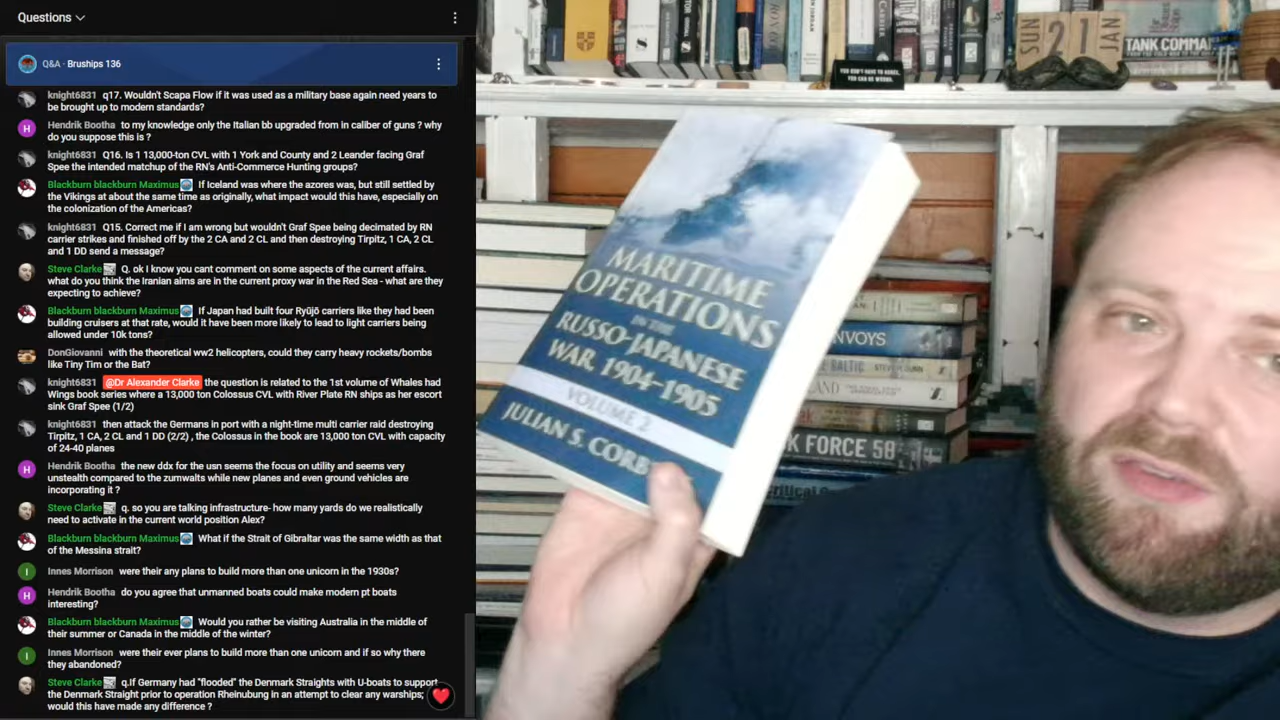 Questions
Q&A · Bruships 136
knight6831 q17. Wouldn't Scapa Flow if it was used as a military base again need years to
be brought up to modern standards?
Hendrik Bootha to my knowledge only the Italian bb upgraded from in caliber of guns ? why
do you suppose this is ?
knight6831 Q16. Is 1 13,000-ton CVL with 1 York and County and 2 Leander facing Graf
Spee the intended matchup of the RN's Anti-Commerce Hunting groups?
Blackburn blackburn Maximus If Iceland was where the azores was, but still settled by
the Vikings at about the same time as originally, what impact would this have, especially on
the colonization of the Americas?
knight6831 Q15. Correct me if I am wrong but wouldn't Graf Spee being decimated by RN
carrier strikes and finished off by the 2 CA and 2 CL and then destroying Tirpitz, 1 CA, 2 CL
and 1 DD send a message?
Steve Clarke Q. ok I know you cant comment on some aspects of the current affairs.
what do you think the Iranian aims are in the current proxy war in the Red Sea - what are they
expecting to achieve?
Blackburn blackburn Maximus If Japan had built four Ryūjō carriers like they had been
building cruisers at that rate, would it have been more likely to lead to light carriers being
allowed under 10k tons?
DonGiovanni with the theoretical ww2 helicopters, could they carry heavy rockets/bombs
like Tiny Tim or the Bat?
knight6831 @Dr Alexander Clarke the question is related to the 1st volume of Whales had
Wings book series where a 13,000 ton Colossus CVL with River Plate RN ships as her escort
sink Graf Spee (1/2)
knight6831 then attack the Germans in port with a night-time multi carrier raid destroying
Tirpitz, 1 CA, 2 CL and 1 DD (2/2) , the Colossus in the book are 13,000 ton CVL with capacity
of 24-40 planes
Hendrik Bootha the new ddx for the usn seems the focus on utility and seems very
unstealth compared to the zumwalts while new planes and even ground vehicles are
incorporating it ?
Steve Clarke q. so you are talking infrastructure- how many yards do we realistically
need to activate in the current world position Alex?
Blackburn blackburn Maximus What if the Strait of Gibraltar was the same width as that
of the Messina strait?
I Innes Morrison were their any plans to build more than one unicorn in the 1930s?
H Hendrik Bootha do you agree that unmanned boats could make modern pt boats
interesting?
Blackburn blackburn Maximus Would you rather be visiting Australia in the middle of
their summer or Canada in the middle of the winter?
I Innes Morrison were their ever plans to build more than one unicorn and if so why there
they abandoned?
Steve Clarke q.If Germany had "flooded" the Denmark Straights with U-boats to support
the Denmark Straight prior to operation Rheinubung in an attempt to clear any warships;
would this have made any difference ?
MARITIME
OPERATIONS
IN THE
RUSSO-JAPANESE
WAR, 1904–1905
VOLUME 2
JULIAN S. CORB
SUN 21 JAN
TANK COMMA
YOU DON'T HAVE TO AGREE,
YOU CAN BE WRONG.
NVOYS
BALTIC
K FORCE 58